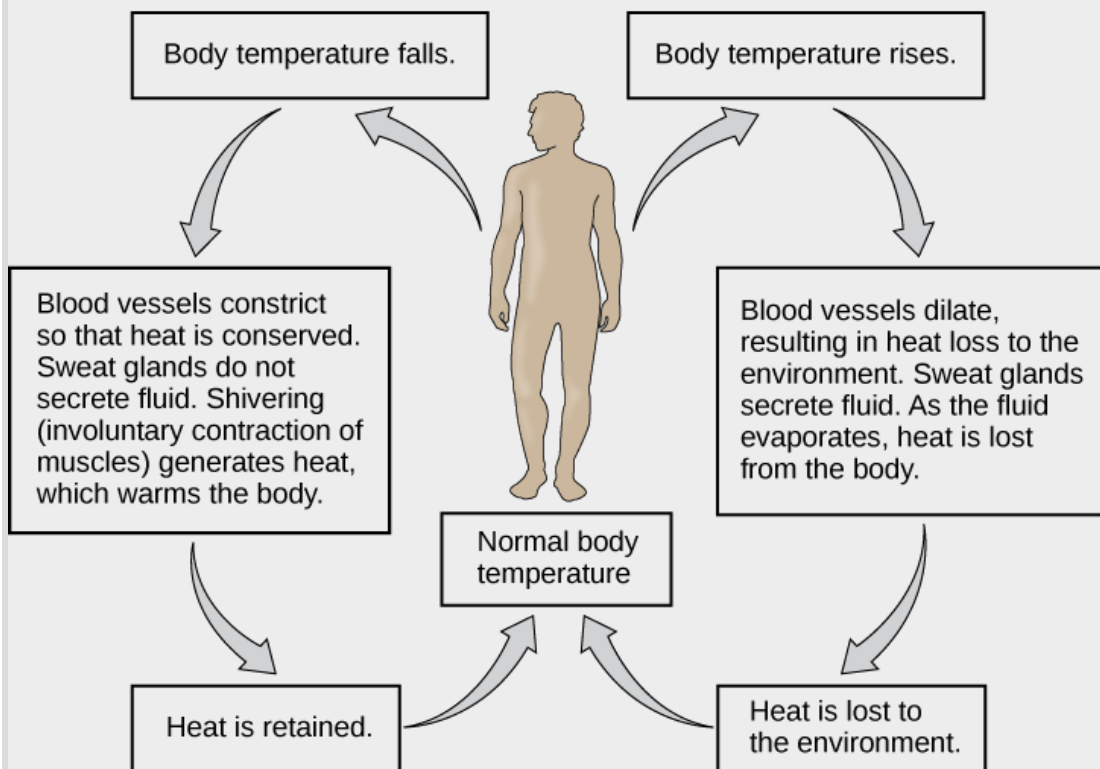 Body temperature falls.
Body temperature rises.
Blood vessels constrict
so that heat is conserved.
Sweat glands do not
secrete fluid. Shivering
(involuntary contraction of
muscles) generates heat,
which warms the body.
Blood vessels dilate,
resulting in heat loss to the
environment. Sweat glands
secrete fluid. As the fluid
evaporates, heat is lost
from the body.
Normal body
temperature
Heat is retained.
Heat is lost to
the environment.